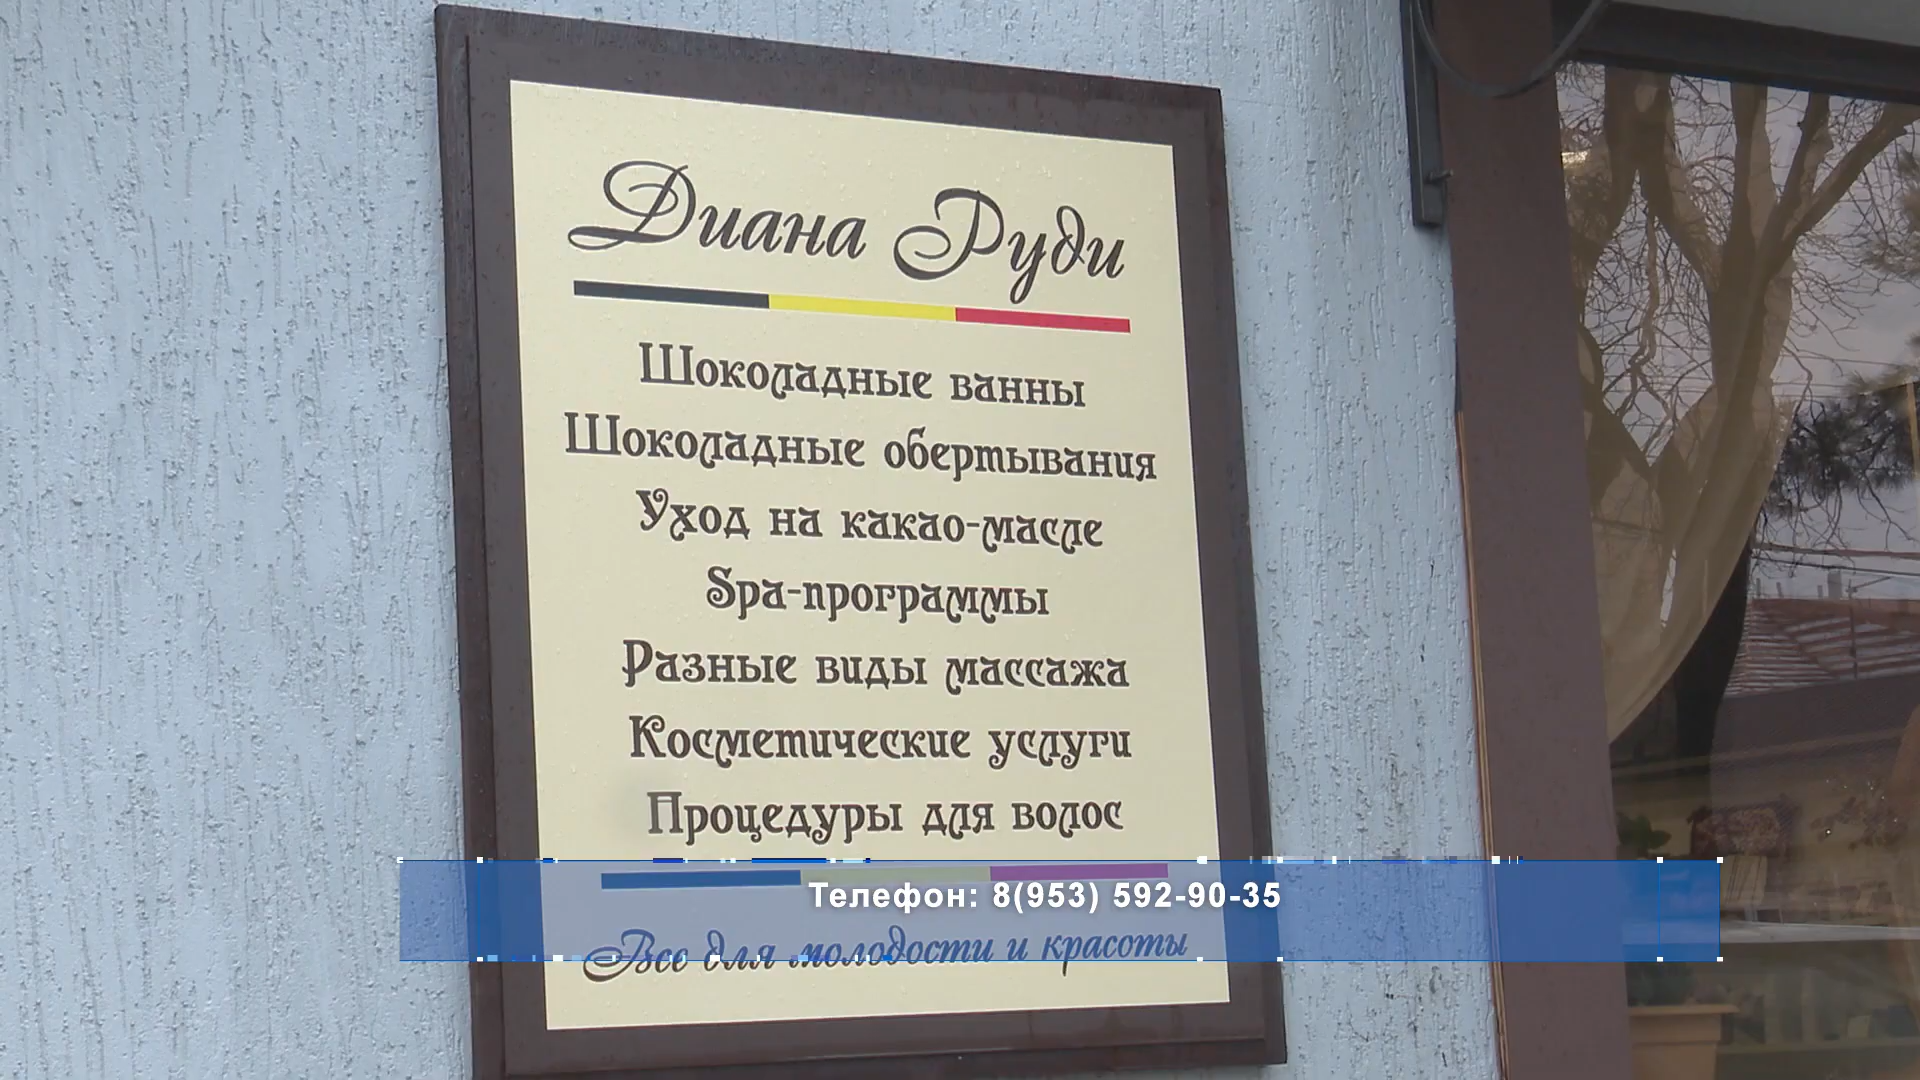 Диана Руди
Шоколадные ванны
Шоколадные обертывания
Уход на какао-масле
Spa-программы
Разные виды массажа
Косметические услуги
Процедуры для волос
Телефон: 8(953) 592-90-35
Все для молодости и красоты